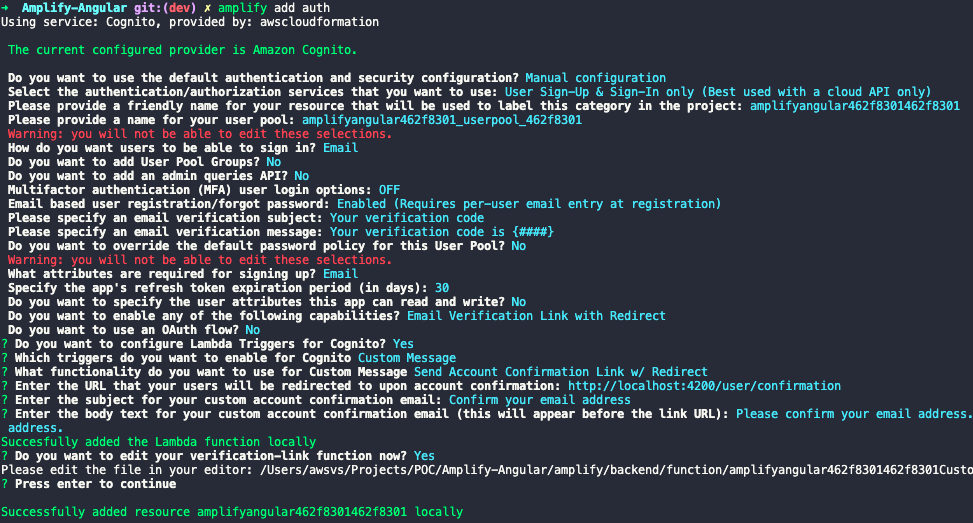 → Amplify-Angular git:(dev) ✗ amplify add auth
Using service: Cognito, provided by: awscloudformation
The current configured provider is Amazon Cognito.
Do you want to use the default authentication and security configuration? Manual configuration
Select the authentication/authorization services that you want to use: User Sign-Up & Sign-In only (Best used with a cloud API only)
Please provide a friendly name for your resource that will be used to label this category in the project: amplifyangular462f8301462f8301
Please provide a name for your user pool: amplifyangular462f8301_userpool_462f8301
Warning: you will not be able to edit these selections.
How do you want users to be able to sign in? Email
Do you want to add User Pool Groups? No
Do you want to add an admin queries API? No
Multifactor authentication (MFA) user login options: OFF
Email based user registration/forgot password: Enabled (Requires per-user email entry at registration)
Please specify an email verification subject: Your verification code
Please specify an email verification message: Your verification code is {####}
Do you want to override the default password policy for this User Pool? No
Warning: you will not be able to edit these selections.
What attributes are required for signing up? Email
Specify the app's refresh token expiration period (in days): 30
Do you want to specify the user attributes this app can read and write? No
Do you want to enable any of the following capabilities? Email Verification Link with Redirect
Do you want to use an OAuth flow? No
? Do you want to configure Lambda Triggers for Cognito? Yes
? Which triggers do you want to enable for Cognito Custom Message
? What functionality do you want to use for Custom Message Send Account Confirmation Link w/ Redirect
? Enter the URL that your users will be redirected to upon account confirmation: http://localhost:4200/user/confirmation
? Enter the subject for your custom account confirmation email: Confirm your email address
? Enter the body text for your custom account confirmation email (this will appear before the link URL): Please confirm your email address.
address.
Succesfully added the Lambda function locally
? Do you want to edit your verification-link function now? Yes
Please edit the file in your editor: /Users/awsvs/Projects/POC/Amplify-Angular/amplify/backend/function/amplifyangular462f8301462f8301Custo
? Press enter to continue
Successfully added resource amplifyangular462f8301462f8301 locally